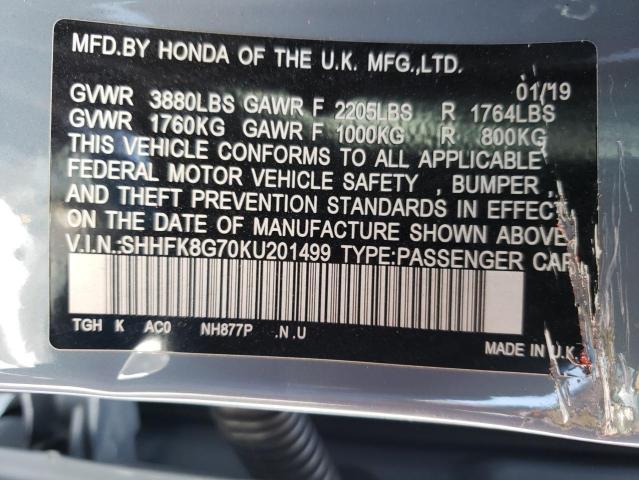 MFD.BY HONDA OF THE U.K. MFG.,LTD.
01/19
GVWR 3880LBS GAWR F 2205LBS R 1764LBS
GVWR 1760KG GAWR F 1000KG R 800KG
THIS VEHICLE CONFORMS TO ALL APPLICABLE
FEDERAL MOTOR VEHICLE SAFETY , BUMPER ,
AND THEFT PREVENTION STANDARDS IN EFFECT
ON THE DATE OF MANUFACTURE SHOWN ABOVE.
V.I.N.:SHHFK8G70KU201499 TYPE:PASSENGER CAR
TGH K AC0 NH877P .N.U
MADE IN U.K.